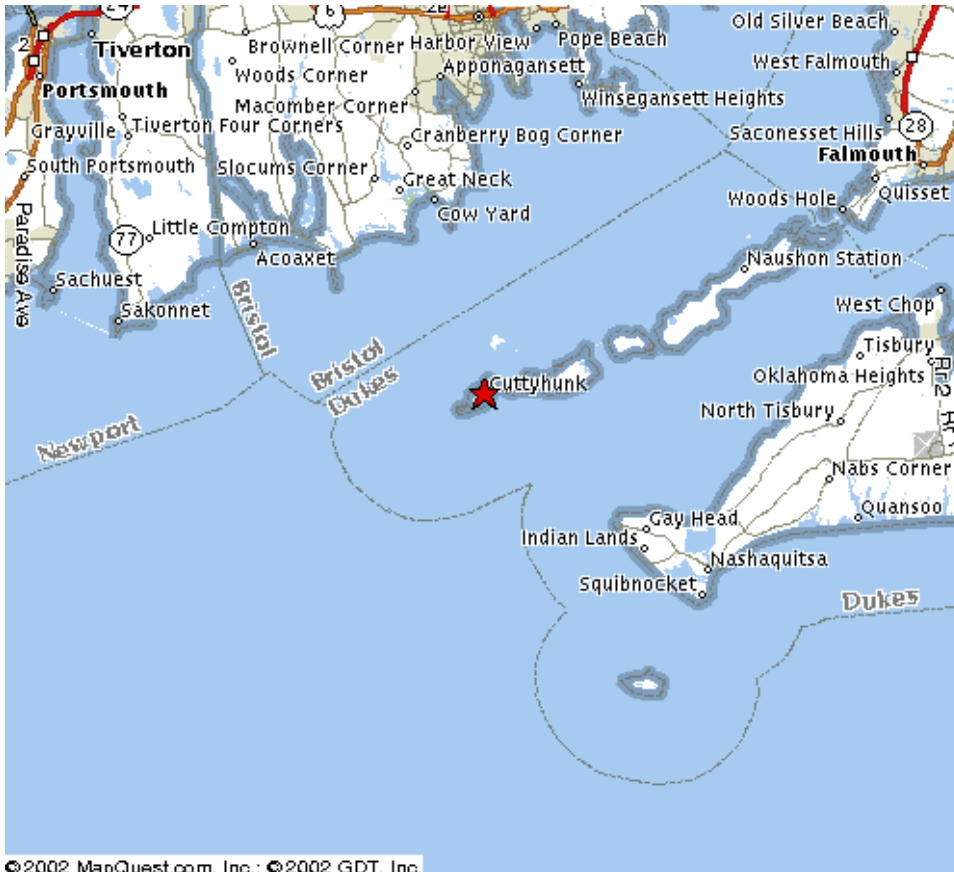 24
6
2e
Old Silver Beach
2
Tiverton
Brownell Corner
Harbor View
Pope Beach
West Falmouth
Woods Corner
Apponagansett
Portsmouth
Macomber Corner
Winsegansett Heights
Grayville
Tiverton Four Corners
Cranberry Bog Corner
Saconesset Hills
28
South Portsmouth
Slocums Corner
Falmouth
Great Neck
Quisset
Woods Hole
Cow Yard
Paradise Ave
77
Little Compton
Acoaxet
Naushon Station
Sachuest
Bristol
West Chop
Sakonnet
Bristol
Dukes
Tisbury
Cuttyhunk
Oklahoma Heights
North Tisbury
Newport
Nabs Corner
Quansoo
Gay Head
Indian Lands
Nashaquitsa
Squibnocket
Dukes
©2002 MapQuest.com, Inc.; ©2002 GDT, Inc.